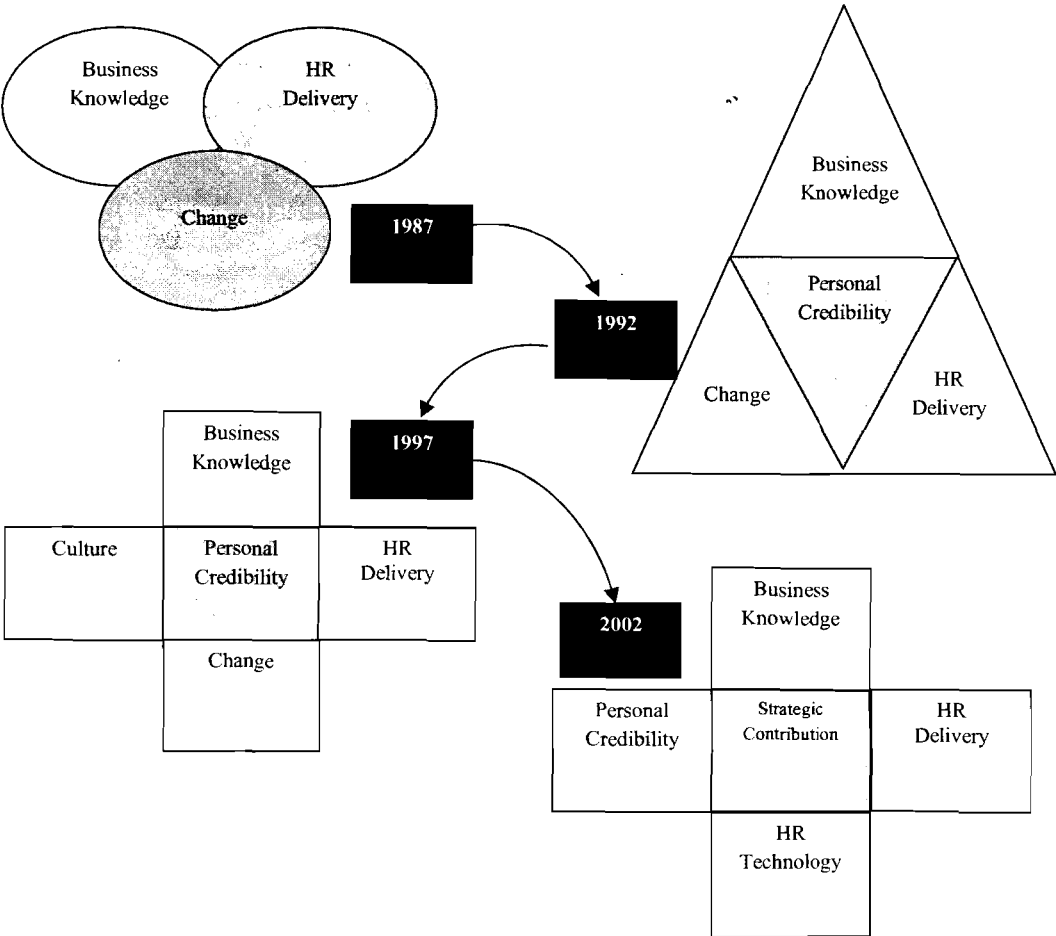 Business
Knowledge
HR
Delivery
Change
1987
1992
Business
Knowledge
Personal
Credibility
Change
HR
Delivery
1997
Business
Knowledge
Culture
Personal
Credibility
HR
Delivery
Change
2002
Business
Knowledge
Personal
Credibility
Strategic
Contribution
HR
Delivery
HR
Technology